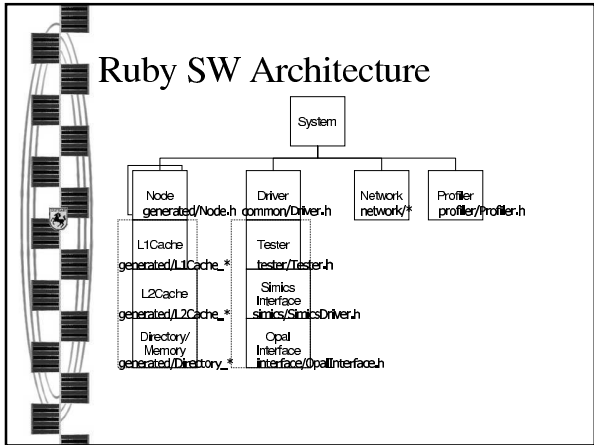 Ruby SW Architecture
System
Node
generated/Node.h
Driver
common/Driver.h
Network
network/*
Profiler
profiler/Profiler.h
L1Cache
generated/L1Cache_*
Tester
tester/Tester.h
L2Cache
generated/L2Cache_*
Simics
Interface
simics/SimicsDriver.h
Directory/
Memory
generated/Directory_*
Opal
Interface
interface/OpalInterface.h